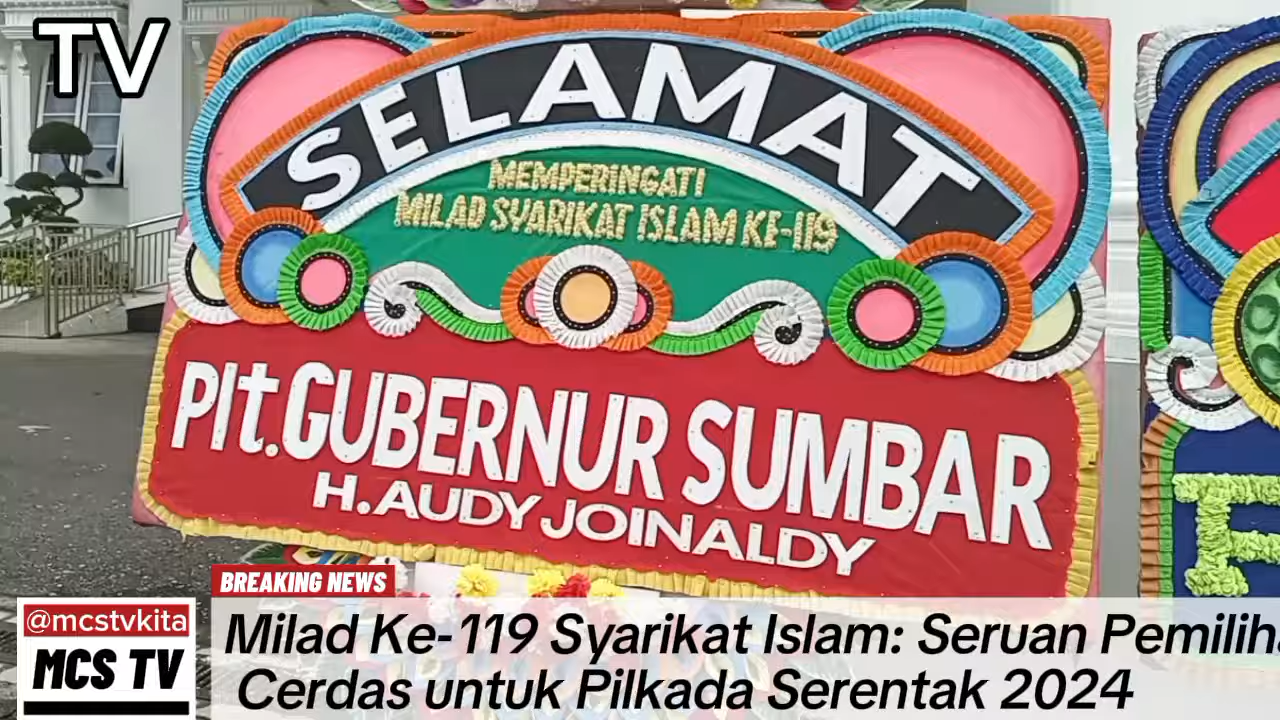 TV
SELAMAT
MEMPERINGATI
MILAD SYARIKAT ISLAM KE-119
Plt.GUBERNUR SUMBAR
H.AUDY JOINALDY
BREAKING NEWS
@mcstvkita
MCS TV
Milad Ke-119 Syarikat Islam: Seruan Pemilih
Cerdas untuk Pilkada Serentak 2024